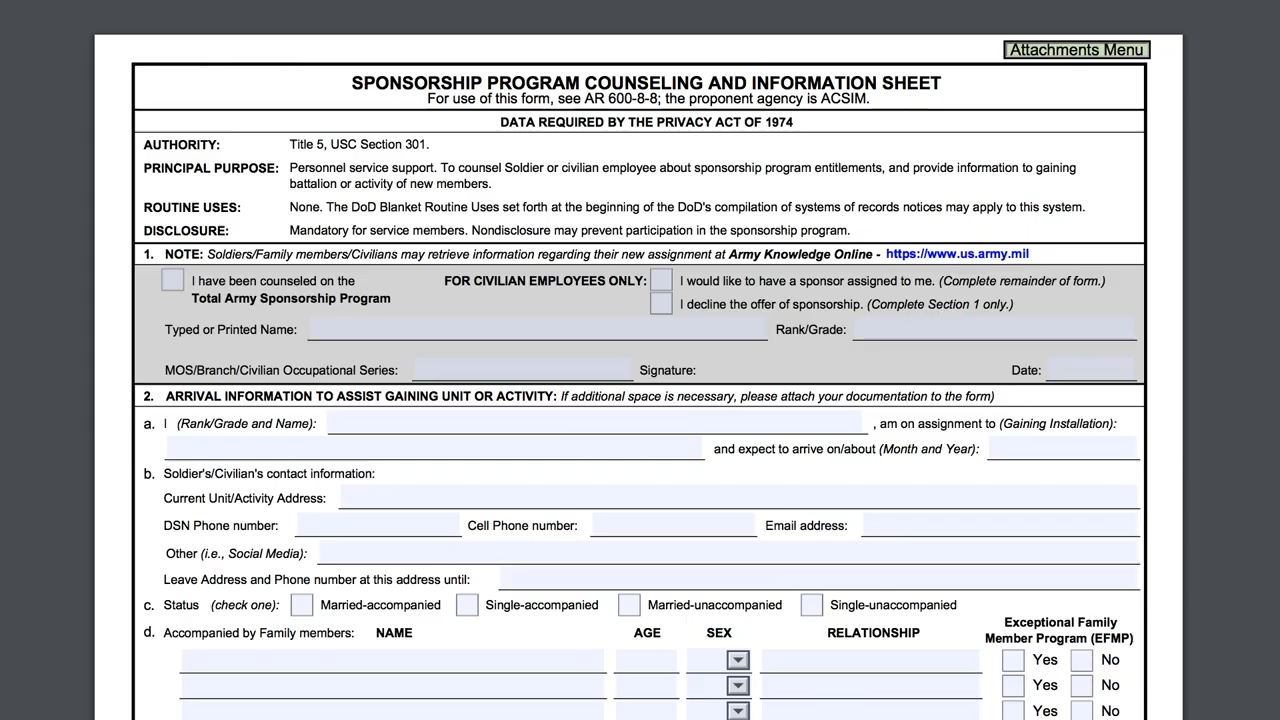 Attachments Menu
SPONSORSHIP PROGRAM COUNSELING AND INFORMATION SHEET
For use of this form, see AR 600-8-8; the proponent agency is ACSIM.
DATA REQUIRED BY THE PRIVACY ACT OF 1974
AUTHORITY: Title 5, USC Section 301.
PRINCIPAL PURPOSE: Personnel service support. To counsel Soldier or civilian employee about sponsorship program entitlements, and provide information to gaining
battalion or activity of new members.
ROUTINE USES: None. The DoD Blanket Routine Uses set forth at the beginning of the DoD's compilation of systems of records notices may apply to this system.
DISCLOSURE: Mandatory for service members. Nondisclosure may prevent participation in the sponsorship program.
1. NOTE: Soldiers/Family members/Civilians may retrieve information regarding their new assignment at Army Knowledge Online - https://www.us.army.mil
I have been counseled on the FOR CIVILIAN EMPLOYEES ONLY: I would like to have a sponsor assigned to me. (Complete remainder of form.)
Total Army Sponsorship Program I decline the offer of sponsorship. (Complete Section 1 only.)
Typed or Printed Name: Rank/Grade:
MOS/Branch/Civilian Occupational Series: Signature: Date:
2. ARRIVAL INFORMATION TO ASSIST GAINING UNIT OR ACTIVITY: If additional space is necessary, please attach your documentation to the form)
a. I (Rank/Grade and Name): , am on assignment to (Gaining Installation):
and expect to arrive on/about (Month and Year):
b. Soldier's/Civilian's contact information:
Current Unit/Activity Address:
DSN Phone number: Cell Phone number: Email address:
Other (i.e., Social Media):
Leave Address and Phone number at this address until:
c. Status (check one): Married-accompanied Single-accompanied Married-unaccompanied Single-unaccompanied
d. Accompanied by Family members: NAME AGE SEX RELATIONSHIP Exceptional Family
Member Program (EFMP)
Yes No
Yes No
Yes No